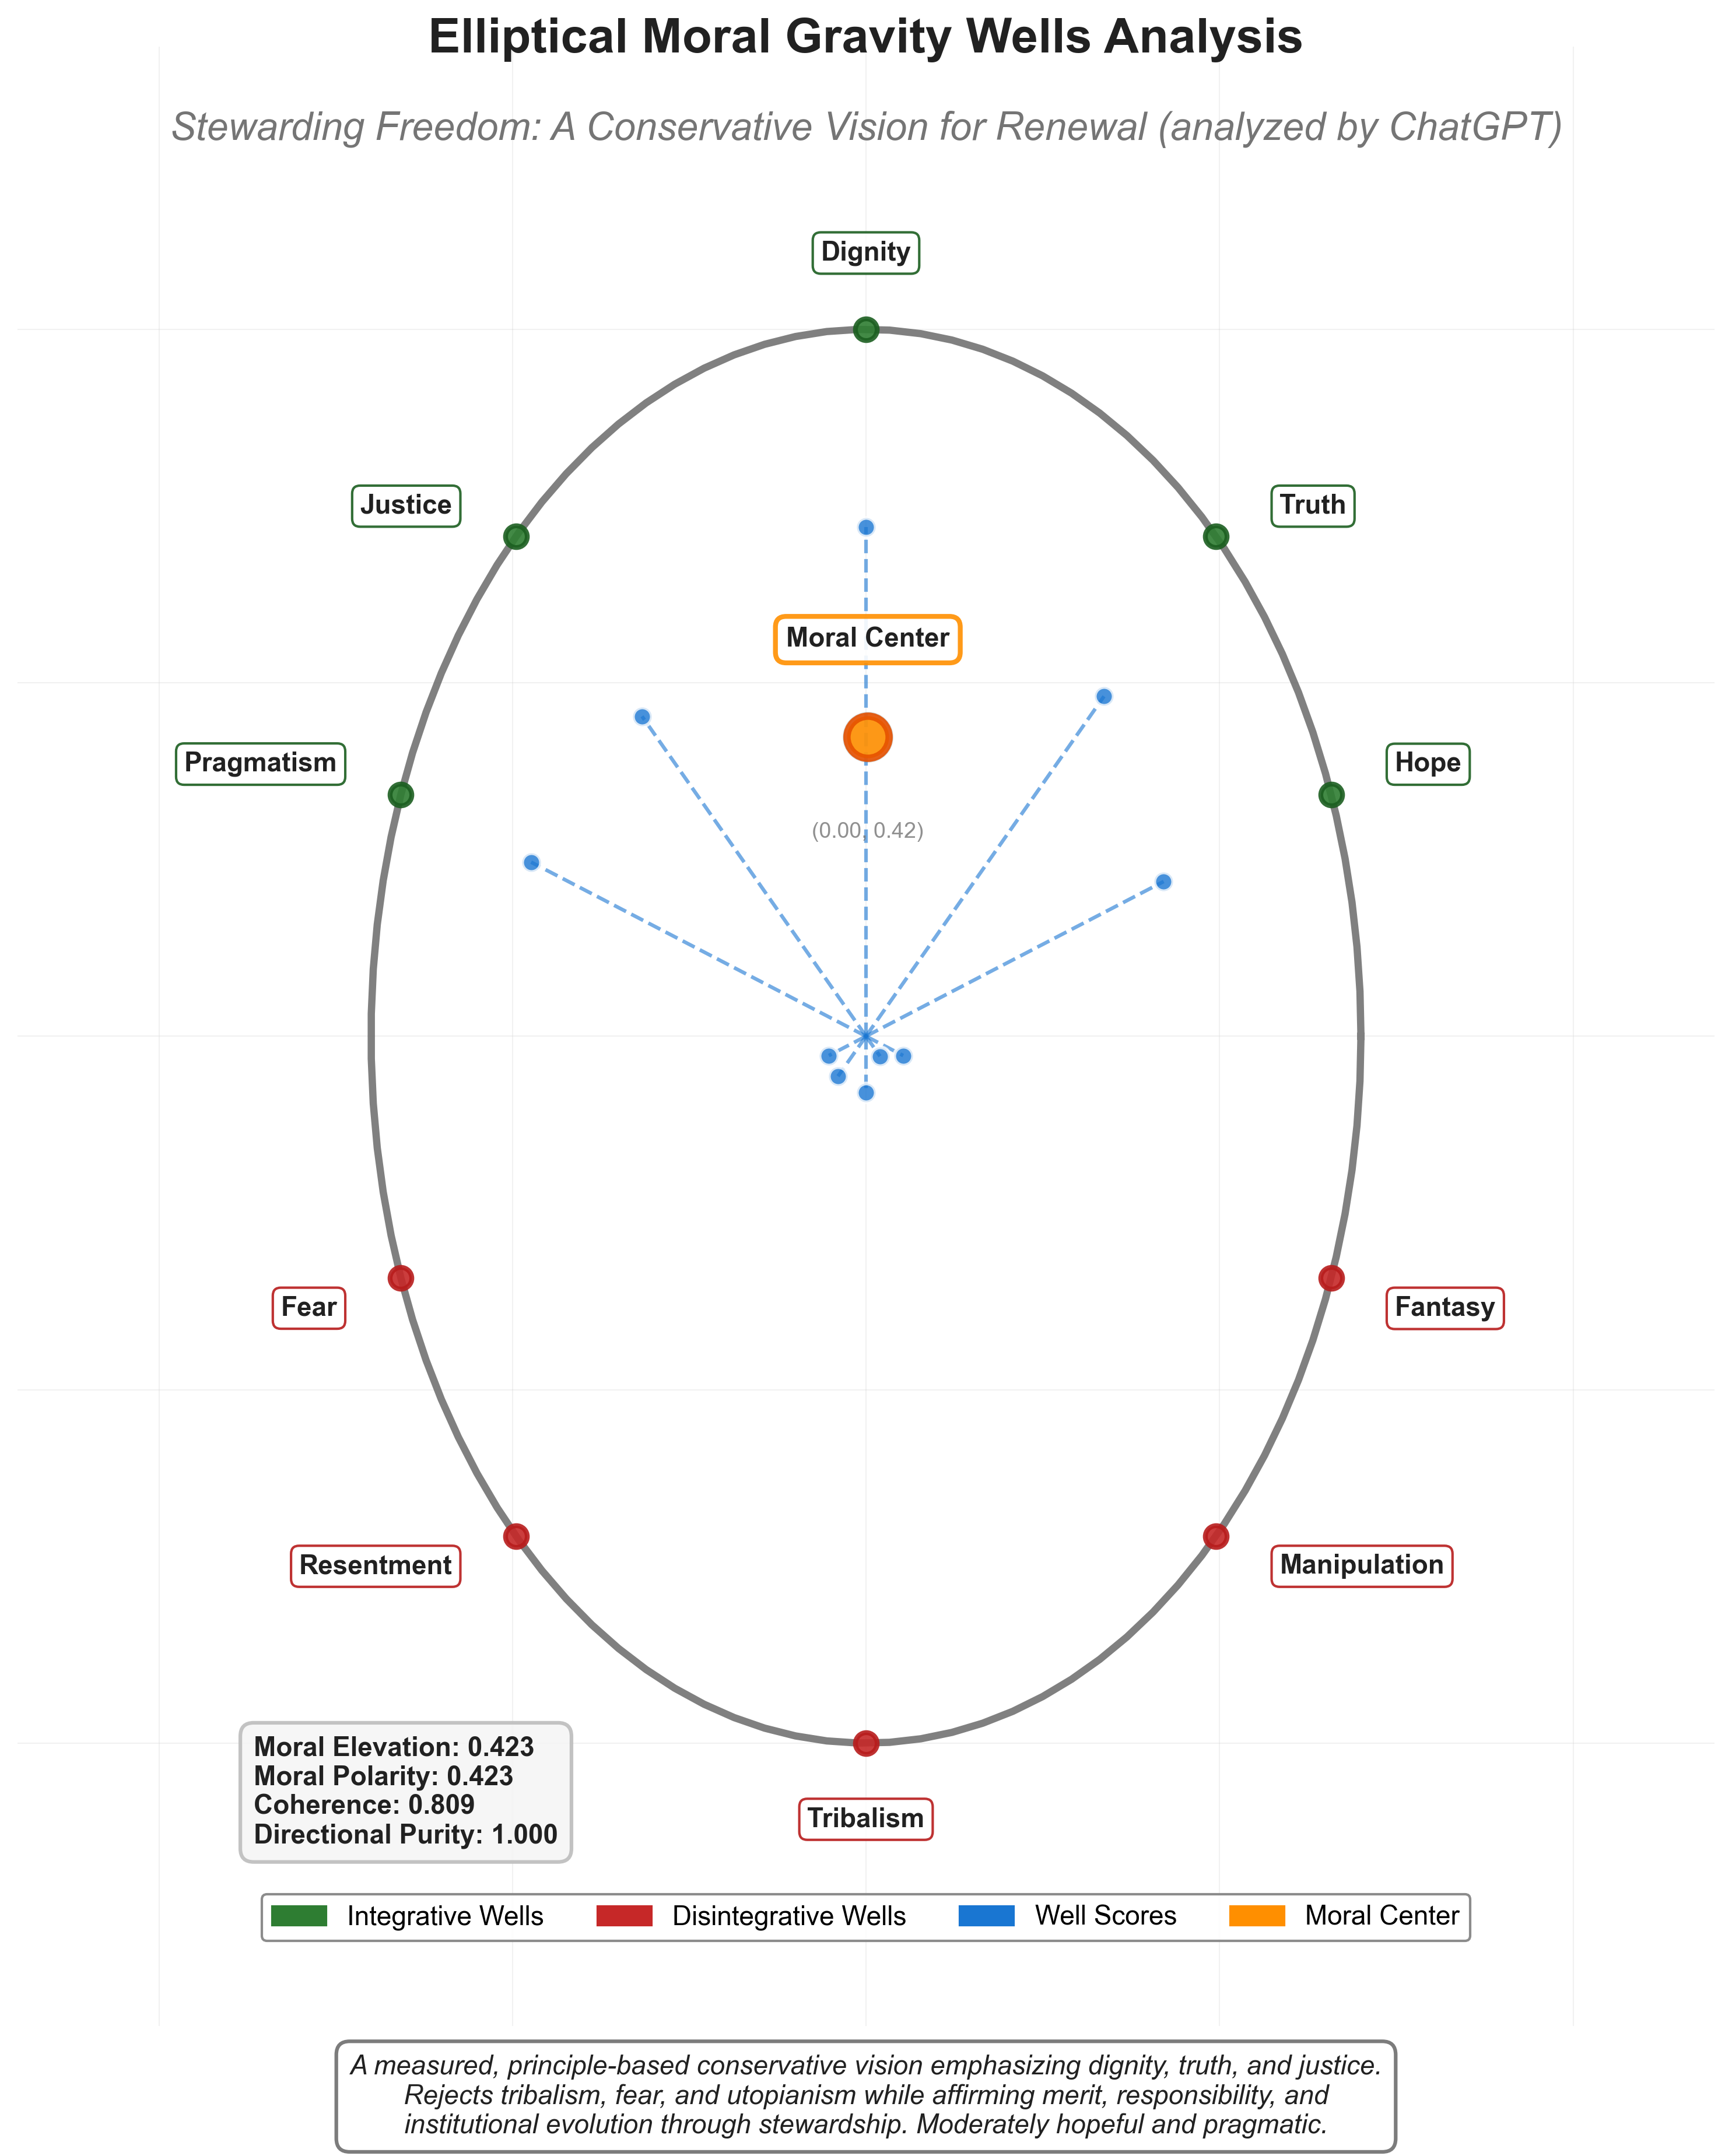 Elliptical Moral Gravity Wells Analysis
Stewarding Freedom: A Conservative Vision for Renewal (analyzed by ChatGPT)
Dignity
Justice
Truth
Moral Center
Pragmatism
Hope
(0.00, 0.42)
Fear
Fantasy
Resentment
Manipulation
Moral Elevation: 0.423
Moral Polarity: 0.423
Coherence: 0.809
Directional Purity: 1.000
Tribalism
Integrative Wells
Disintegrative Wells
Well Scores
Moral Center
A measured, principle-based conservative vision emphasizing dignity, truth, and justice.
Rejects tribalism, fear, and utopianism while affirming merit, responsibility, and
institutional evolution through stewardship. Moderately hopeful and pragmatic.